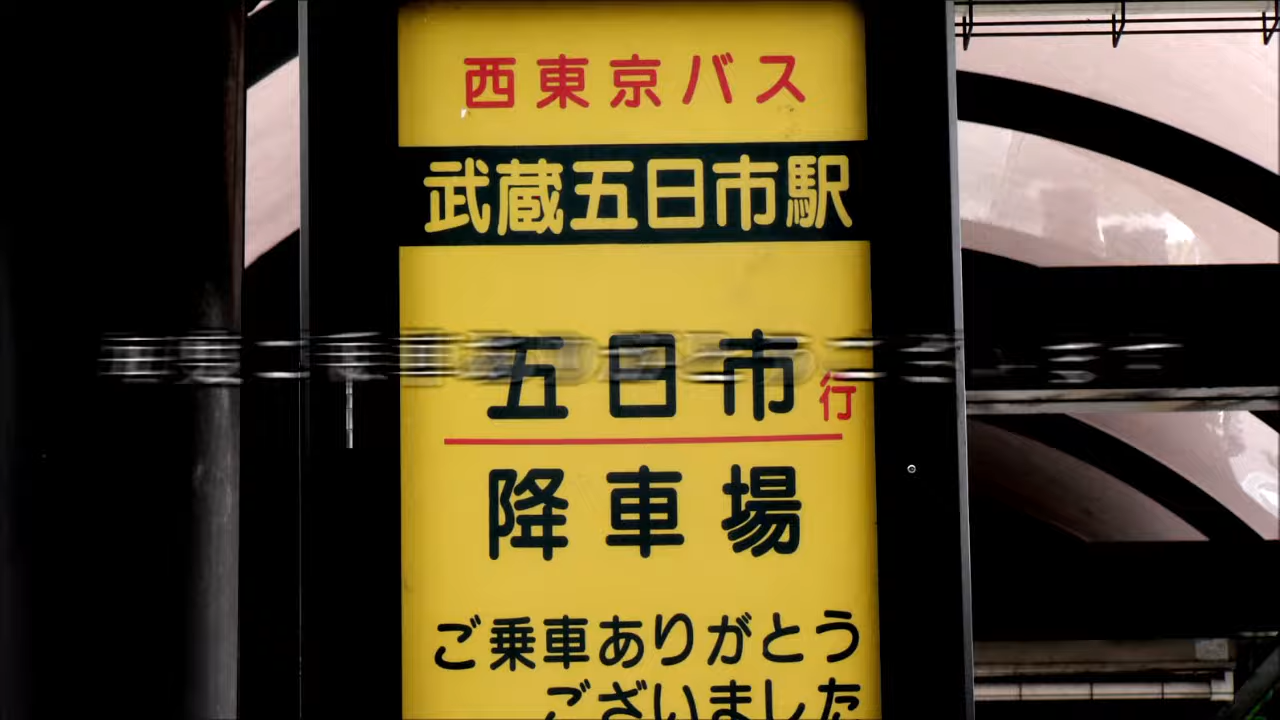 西東京バス
武蔵五日市駅
五日市行
降車場
ご乗車ありがとう
ございました